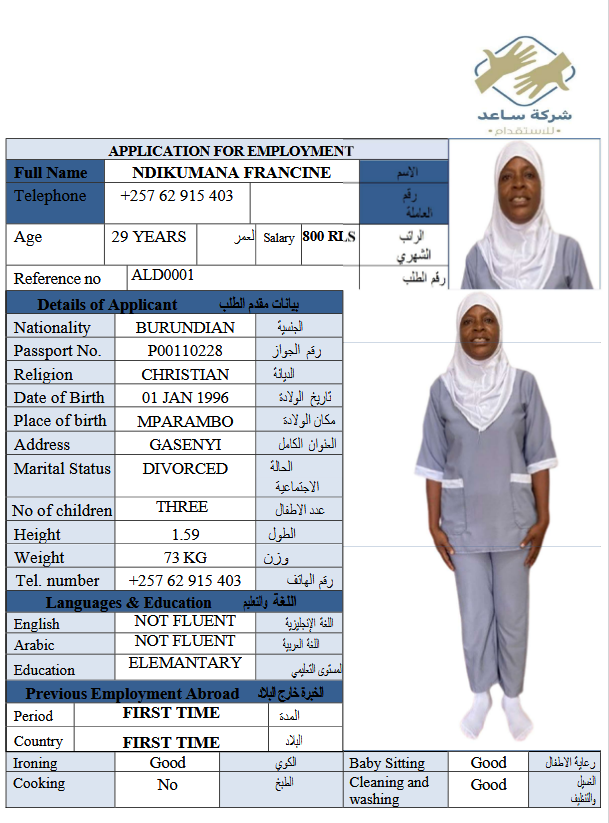 شركة ساعد
للاستقدام
APPLICATION FOR EMPLOYMENT
Full Name NDIKUMANA FRANCINE الاسم
Telephone +257 62 915 403 رقم العاملة
Age 29 YEARS العمر Salary 800 RLS الراتب الشهري
Reference no ALD0001 رقم الطلب
Details of Applicant بيانات مقدم الطلب
Nationality BURUNDIAN الجنسية
Passport No. P00110228 رقم الجواز
Religion CHRISTIAN الديانة
Date of Birth 01 JAN 1996 تاريخ الولادة
Place of birth MPARAMBO مكان الولادة
Address GASENYI العنوان الكامل
Marital Status DIVORCED الحالة الاجتماعية
No of children THREE عدد الاطفال
Height 1.59 الطول
Weight 73 KG وزن
Tel. number +257 62 915 403 رقم الهاتف
Languages & Education اللغة والتعليم
English NOT FLUENT اللغة الإنجليزية
Arabic NOT FLUENT اللغة العربية
Education ELEMANTARY المستوى التعليمي
Previous Employment Abroad الخبرة خارج البلاد
Period FIRST TIME المدة
Country FIRST TIME البلاد
Ironing Good الكوي Baby Sitting Good رعاية الاطفال
Cooking No الطبخ Cleaning and washing Good الغسيل والتنظيف